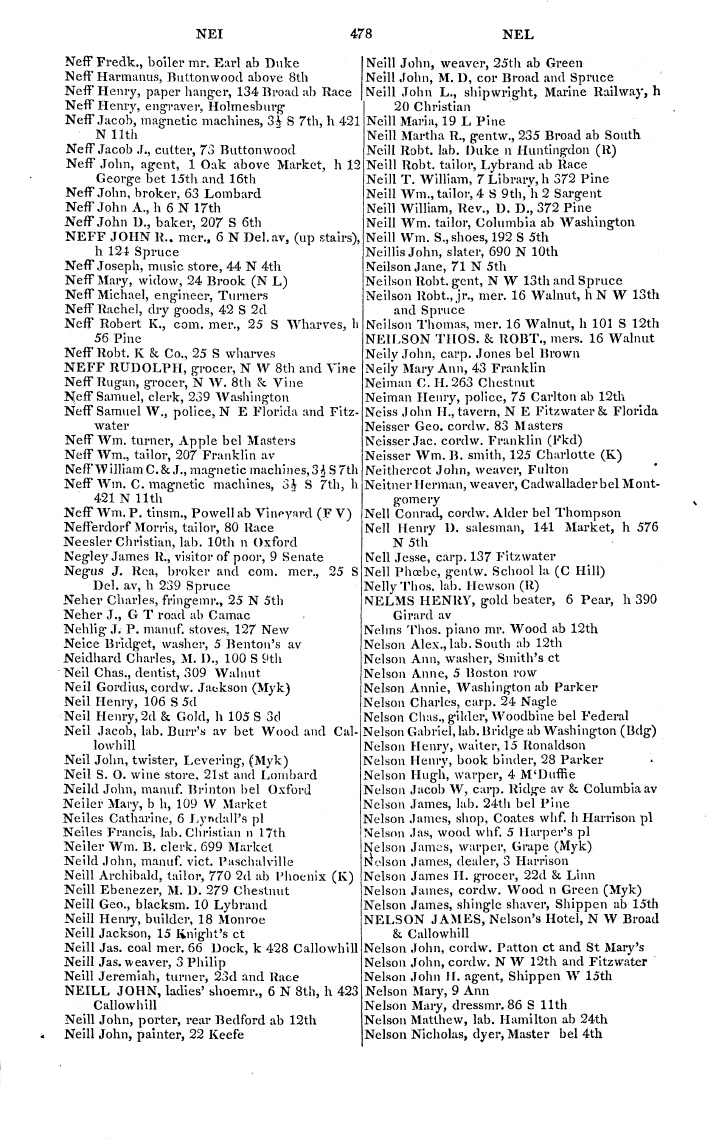 NEI 478 NEL
Neff Fredk., boiler mr. Earl ab Duke
Neff Harmanus, Buttonwood above 8th
Neff Henry, paper hanger, 134 Broad ab Race
Neff Henry, engraver, Holmesburg
Neff Jacob, magnetic machines, 3½ S 7th, h 421
N 11th
Neff Jacob J., cutter, 73 Buttonwood
Neff John, agent, 1 Oak above Market, h 12
George bet 15th and 16th
Neff John, broker, 63 Lombard
Neff John A., h 6 N 17th
Neff John D., baker, 207 S 6th
NEFF JOHN R., mer., 6 N Del. av, (up stairs),
h 124 Spruce
Neff Joseph, music store, 44 N 4th
Neff Mary, widow, 24 Brook (N L)
Neff Michael, engineer, Turners
Neff Rachel, dry goods, 42 S 2d
Neff Robert K., com. mer., 25 S Wharves, h
56 Pine
Neff Robt. K & Co., 25 S wharves
NEFF RUDOLPH, grocer, N W 8th and Vine
Neff Rugan, grocer, N W. 8th & Vine
Neff Samuel, clerk, 239 Washington
Neff Samuel W., police, N E Florida and Fitz-
water
Neff Wm. turner, Apple bel Masters
Neff Wm., tailor, 207 Franklin av
Neff William C. & J., magnetic machines, 3½ S 7th
Neff Wm. C. magnetic machines, 3½ S 7th, h
421 N 11th
Neff Wm. P. tinsm., Powell ab Vineyard (F V)
Nefferdorf Morris, tailor, 80 Race
Neesler Christian, lab. 10th n Oxford
Negley James R., visitor of poor, 9 Senate
Negus J. Rea, broker and com. mer., 25 S
Del. av, h 239 Spruce
Neher Charles, fringemr., 25 N 5th
Neher J., G T road ab Camac
Nehlig J. P. manuf. stoves, 127 New
Neice Bridget, washer, 5 Benton's av
Neidhard Charles, M. D., 100 S 9th
Neil Chas., dentist, 309 Walnut
Neil Gordius, cordw. Jackson (Myk)
Neil Henry, 106 S 5d
Neil Henry, 2d & Gold, h 105 S 3d
Neil Jacob, lab. Burr's av bet Wood and Cal-
lowhill
Neil John, twister, Levering, (Myk)
Neil S. O. wine store, 21st and Lombard
Neild John, manuf. Brinton bel Oxford
Neiler Mary, b h, 109 W Market
Neiles Catharine, 6 Lyndall's pl
Neiles Francis, lab. Christian n 17th
Neiler Wm. B. clerk, 699 Market
Neild John, manuf. vict. Paschalville
Neill Archibald, tailor, 770 2d ab Phoenix (K)
Neill Ebenezer, M. D. 279 Chestnut
Neill Geo., blacksm. 10 Lybrand
Neill Henry, builder, 18 Monroe
Neill Jackson, 15 Knight's ct
Neill Jas. coal mer. 66 Dock, k 428 Callowhill
Neill Jas. weaver, 3 Philip
Neill Jeremiah, turner, 23d and Race
NEILL JOHN, ladies' shoemr., 6 N 8th, h 423
Callowhill
Neill John, porter, rear Bedford ab 12th
Neill John, painter, 22 Keefe
Neill John, weaver, 25th ab Green
Neill John, M. D, cor Broad and Spruce
Neill John L., shipwright, Marine Railway, h
20 Christian
Neill Maria, 19 L Pine
Neill Martha R., gentw., 235 Broad ab South
Neill Robt. lab. Duke n Huntingdon (R)
Neill Robt. tailor, Lybrand ab Race
Neill T. William, 7 Library, h 372 Pine
Neill Wm., tailor, 4 S 9th, h 2 Sargent
Neill William, Rev., D. D., 372 Pine
Neill Wm. tailor, Columbia ab Washington
Neill Wm. S., shoes, 192 S 5th
Neillis John, slater, 690 N 10th
Neilson Jane, 71 N 5th
Neilson Robt. gent, N W 13th and Spruce
Neilson Robt., jr., mer. 16 Walnut, h N W 13th
and Spruce
Neilson Thomas, mer. 16 Walnut, h 101 S 12th
NEILSON THOS. & ROBT., mers. 16 Walnut
Neily John, carp. Jones bel Brown
Neily Mary Ann, 43 Franklin
Neiman C. H. 263 Chestnut
Neiman Henry, police, 75 Carlton ab 12th
Neiss John H., tavern, N E Fitzwater & Florida
Neisser Geo. cordw. 83 Masters
Neisser Jac. cordw. Franklin (Fkd)
Neisser Wm. B. smith, 125 Charlotte (K)
Neithercot John, weaver, Fulton
Neitner Herman, weaver, Cadwallader bel Mont-
gomery
Nell Conrad, cordw. Alder bel Thompson
Nell Henry D. salesman, 141 Market, h 576
N 5th
Nell Jesse, carp. 137 Fitzwater
Nell Phœbe, gentw. School la (C Hill)
Nelly Thos. lab. Hewson (R)
NELMS HENRY, gold beater, 6 Pear, h 390
Girard av
Nelms Thos. piano mr. Wood ab 12th
Nelson Alex., lab. South ab 12th
Nelson Ann, washer, Smith's ct
Nelson Anne, 5 Boston row
Nelson Annie, Washington ab Parker
Nelson Charles, carp. 24 Nagle
Nelson Chas., gilder, Woodbine bel Federal
Nelson Gabriel, lab. Bridge ab Washington (Bdg)
Nelson Henry, waiter, 15 Ronaldson
Nelson Henry, book binder, 28 Parker
Nelson Hugh, warper, 4 M'Duffie
Nelson Jacob W, carp. Ridge av & Columbia av
Nelson James, lab. 24th bel Pine
Nelson James, shop, Coates whf. h Harrison pl
Nelson Jas, wood whf. 5 Harper's pl
Nelson James, warper, Grape (Myk)
Nelson James, dealer, 3 Harrison
Nelson James H. grocer, 22d & Linn
Nelson James, cordw. Wood n Green (Myk)
Nelson James, shingle shaver, Shippen ab 15th
NELSON JAMES, Nelson's Hotel, N W Broad
& Callowhill
Nelson John, cordw. Patton ct and St Mary's
Nelson John, cordw. N W 12th and Fitzwater
Nelson John H. agent, Shippen W 15th
Nelson Mary, 9 Ann
Nelson Mary, dressmr. 86 S 11th
Nelson Matthew, lab. Hamilton ab 24th
Nelson Nicholas, dyer, Master bel 4th